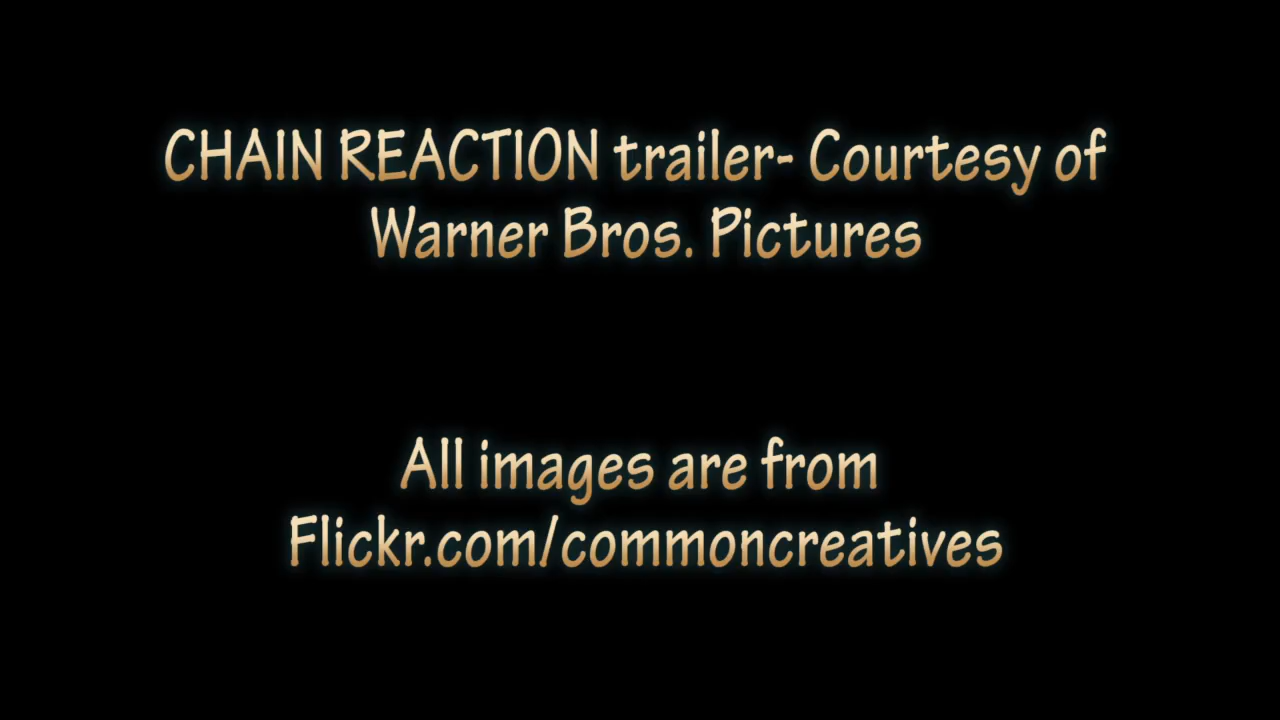 CHAIN REACTION trailer- Courtesy of
Warner Bros. Pictures
All images are from
Flickr.com/commoncreatives